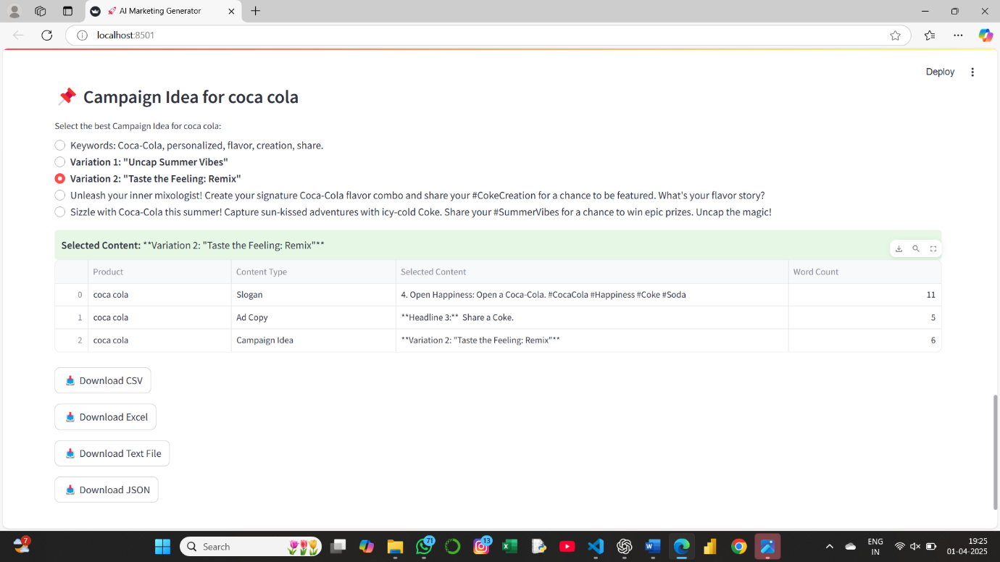 AI Marketing Generator
localhost:8501
Deploy
Campaign Idea for coca cola
Select the best Campaign Idea for coca cola:
Keywords: Coca-Cola, personalized, flavor, creation, share.
Variation 1: "Uncap Summer Vibes"
Variation 2: "Taste the Feeling: Remix"
Unleash your inner mixologist! Create your signature Coca-Cola flavor combo and share your #CokeCreation for a chance to be featured. What's your flavor story?
Sizzle with Coca-Cola this summer! Capture sun-kissed adventures with icy-cold Coke. Share your #SummerVibes for a chance to win epic prizes. Uncap the magic!
Selected Content: **Variation 2: "Taste the Feeling: Remix"**
Product Content Type Selected Content Word Count
0 coca cola Slogan 4. Open Happiness: Open a Coca-Cola. #CocaCola #Happiness #Coke #Soda 11
1 coca cola Ad Copy **Headline 3:** Share a Coke. 5
2 coca cola Campaign Idea **Variation 2: "Taste the Feeling: Remix"** 6
Download CSV
Download Excel
Download Text File
Download JSON
7
Search
71
13
ENG
IN
19:25
01-04-2025